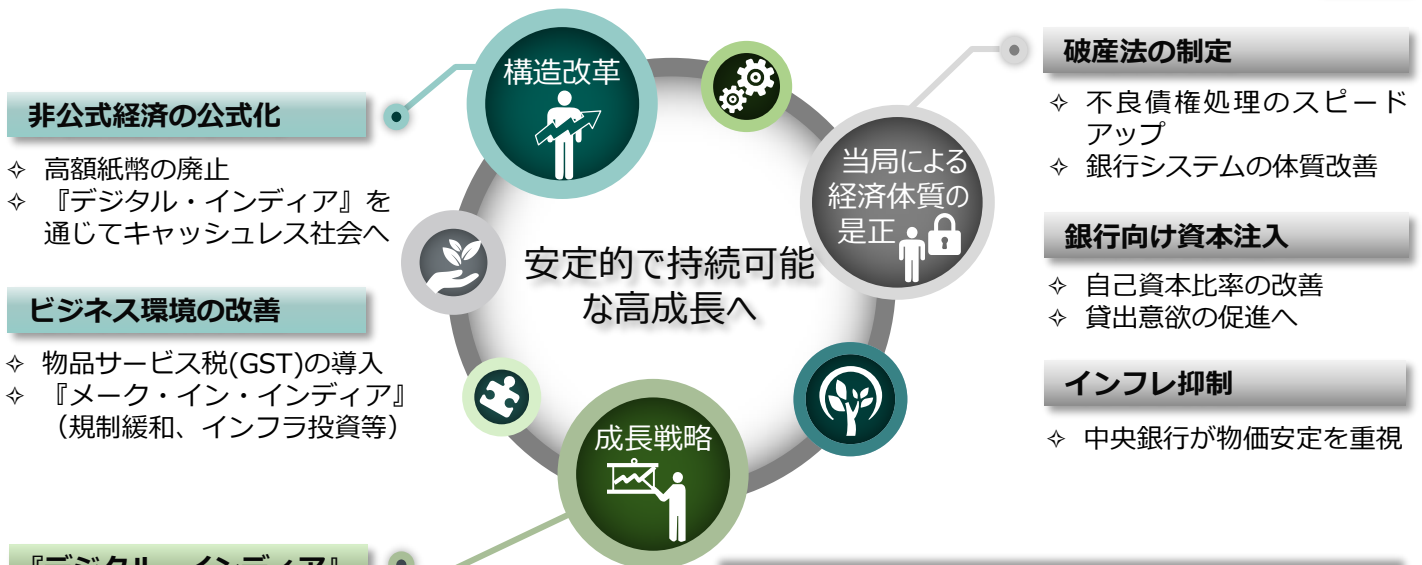 構造改革
非公式経済の公式化
✧ 高額紙幣の廃止
✧ 『デジタル・インディア』を
通じてキャッシュレス社会へ
ビジネス環境の改善
✧ 物品サービス税(GST)の導入
✧ 『メーク・イン・インディア』
（規制緩和、インフラ投資等）
安定的で持続可能
な高成長へ
当局による
経済体質の
是正
破産法の制定
✧ 不良債権処理のスピード
アップ
✧ 銀行システムの体質改善
銀行向け資本注入
✧ 自己資本比率の改善
✧ 貸出意欲の促進へ
インフレ抑制
✧ 中央銀行が物価安定を重視
成長戦略
『デジタル・インディア』